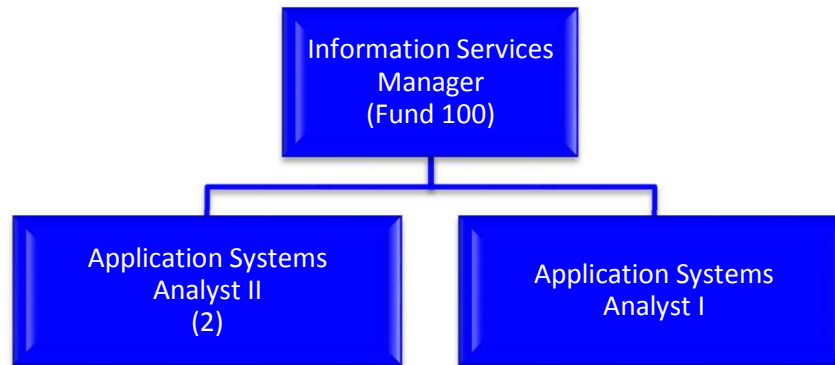 Information Services
Manager
(Fund 100)
Application Systems
Analyst II
(2)
Application Systems
Analyst I